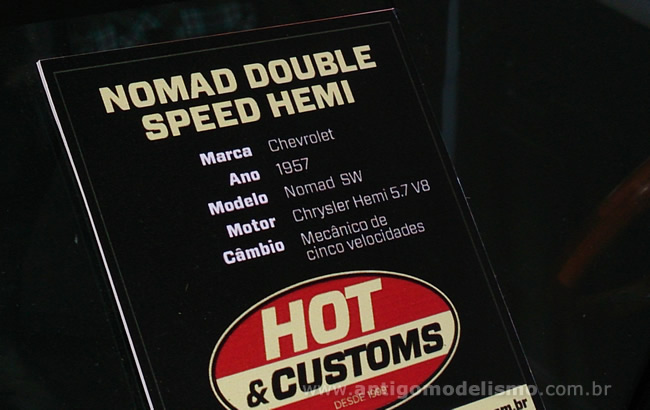 NOMAD DOUBLE
SPEED HEMI
Marca Chevrolet
Ano 1957
Modelo Nomad SW
Motor Chrysler Hemi 5.7 V8
Câmbio Mecânico de
cinco velocidades
HOT
& CUSTOMS
DESDE
www.antigomodelismo.com.br